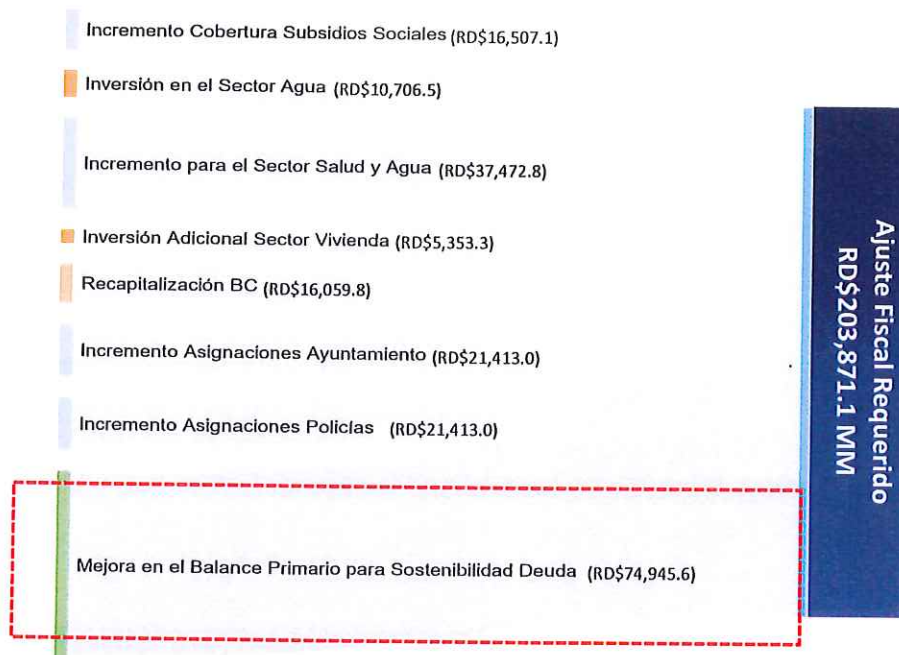 Incremento Cobertura Subsidios Sociales (RD$16,507.1)
Inversión en el Sector Agua (RD$10,706.5)
Incremento para el Sector Salud y Agua (RD$37,472.8)
Inversión Adicional Sector Vivienda (RD$5,353.3)
Recapitalización BC (RD$16,059.8)
Incremento Asignaciones Ayuntamiento (RD$21,413.0)
Incremento Asignaciones Policías (RD$21,413.0)
Mejora en el Balance Primario para Sostenibilidad Deuda (RD$74,945.6)
Ajuste Fiscal Requerido
RD$203,871.1 MM